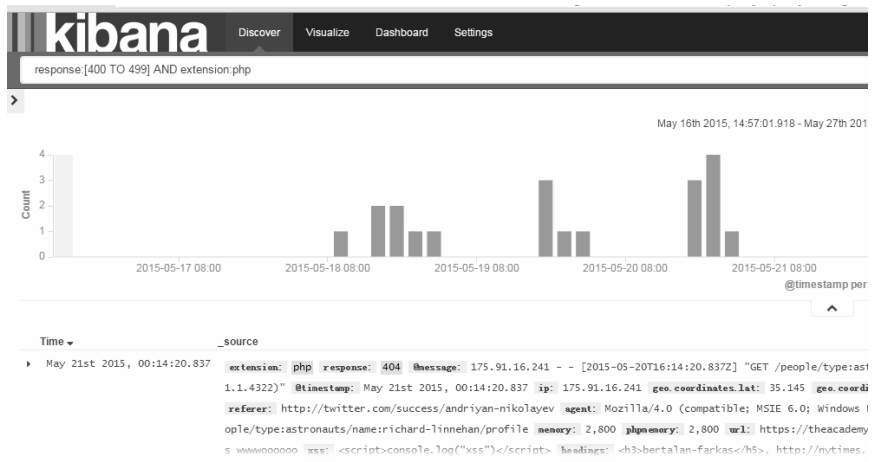 kibana Discover Visualize Dashboard Settings
response:[400 TO 499] AND extension:php
May 16th 2015, 14:57:01.918 - May 27th 201
4
3
2
1
0
Count
2015-05-17 08:00 2015-05-18 08:00 2015-05-19 08:00 2015-05-20 08:00 2015-05-21 08:00
@timestamp per
Time _source
May 21st 2015, 00:14:20.837 extension: php response: 404 @message: 175.91.16.241 - - [2015-05-20T16:14:20.837Z] "GET /people/type:ast
1.1.4322)" @timestamp: May 21st 2015, 00:14:20.837 ip: 175.91.16.241 geo.coordinates.lat: 35.145 geo.coordi
referer: http://twitter.com/success/andriyan-nikolayev agent: Mozilla/4.0 (compatible; MSIE 6.0; Windows
ople/type:astronauts/name:richard-linnehan/profile memory: 2,800 phpmemory: 2,800 url: https://theacademy
s wwwwoooooo xss: <script>console.log("xss")</script> headings: <h3>bertalan-farkas</h5>, http://nytimes.